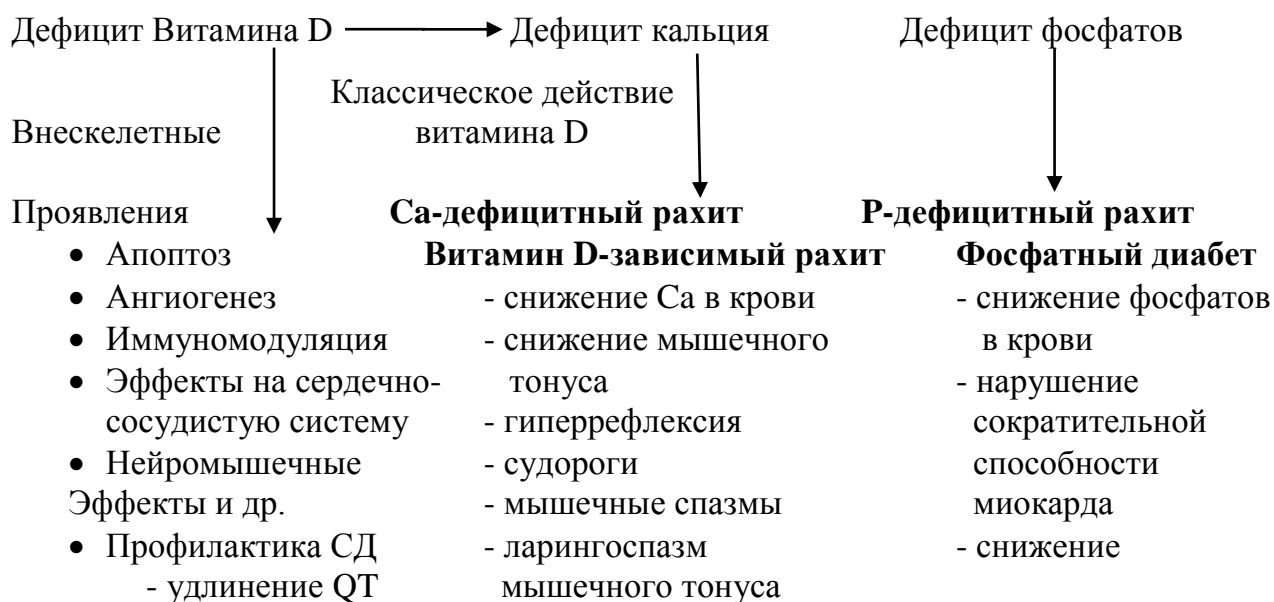 Дефицит Витамина D Дефицит кальция Дефицит фосфатов
Классическое действие
Внескелетные витамина D
Проявления Са-дефицитный рахит Р-дефицитный рахит
• Апоптоз Витамин D-зависимый рахит Фосфатный диабет
• Ангиогенез - снижение Са в крови - снижение фосфатов
• Иммуномодуляция - снижение мышечного в крови
• Эффекты на сердечно- тонуса - нарушение
сосудистую систему - гиперрефлексия сократительной
• Нейромышечные - судороги способности
Эффекты и др. - мышечные спазмы миокарда
• Профилактика СД - ларингоспазм - снижение
- удлинение QT мышечного тонуса